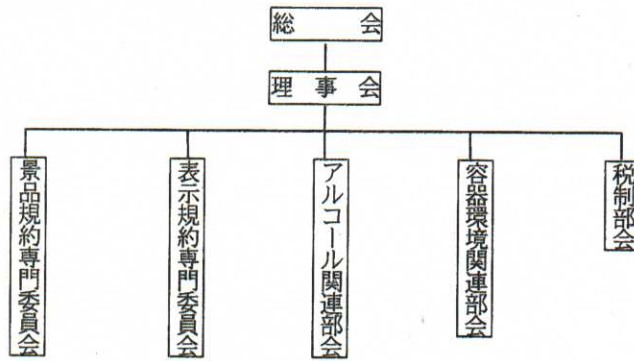 総会
理事会
景品規約専門委員会
表示規約専門委員会
アルコール関連部会
容器環境関連部会
税制部会